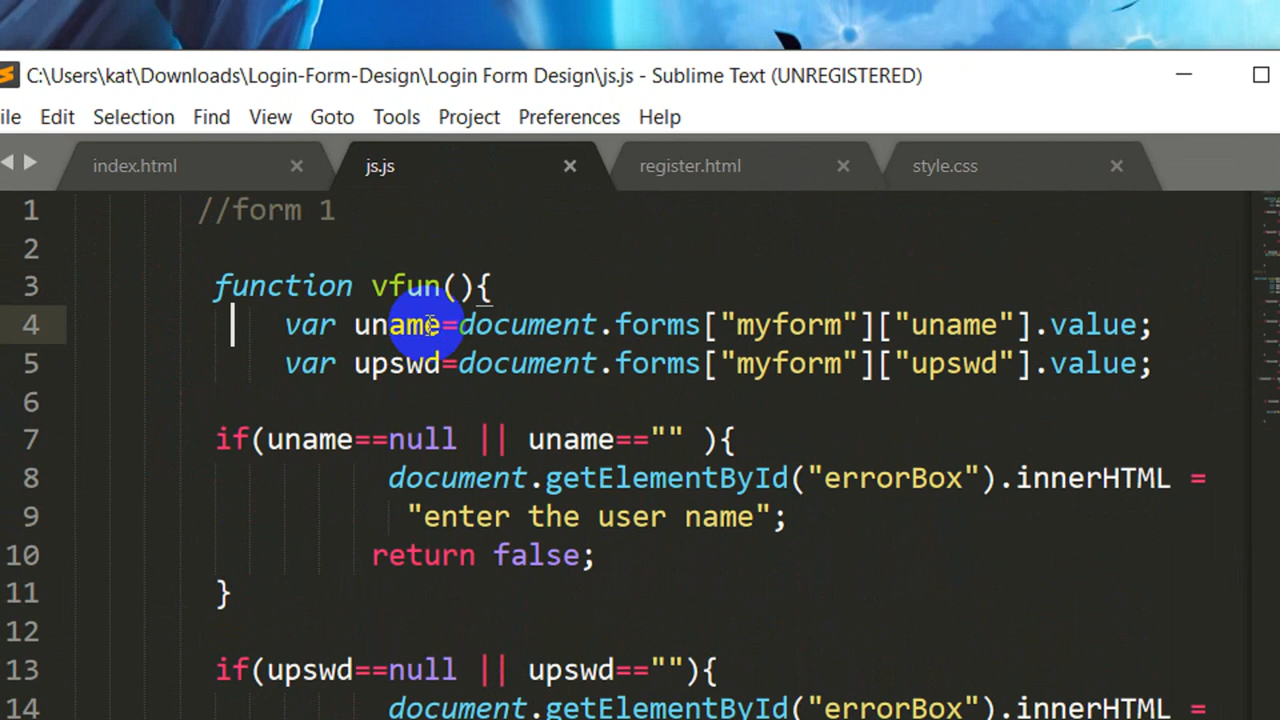 C:\Users\kat\Downloads\Login-Form-Design\Login Form Design\js.js - Sublime Text (UNREGISTERED)
ile Edit Selection Find View Goto Tools Project Preferences Help
index.html js.js register.html style.css
1 //form 1
2
3 function vfun(){
4 var uname=document.forms["myform"]["uname"].value;
5 var upswd=document.forms["myform"]["upswd"].value;
6
7 if(uname==null || uname=="" ){
8 document.getElementById("errorBox").innerHTML =
9 "enter the user name";
10 return false;
11 }
12
13 if(upswd==null || upswd==""){
14 document.getElementById("errorBox").innerHTML =